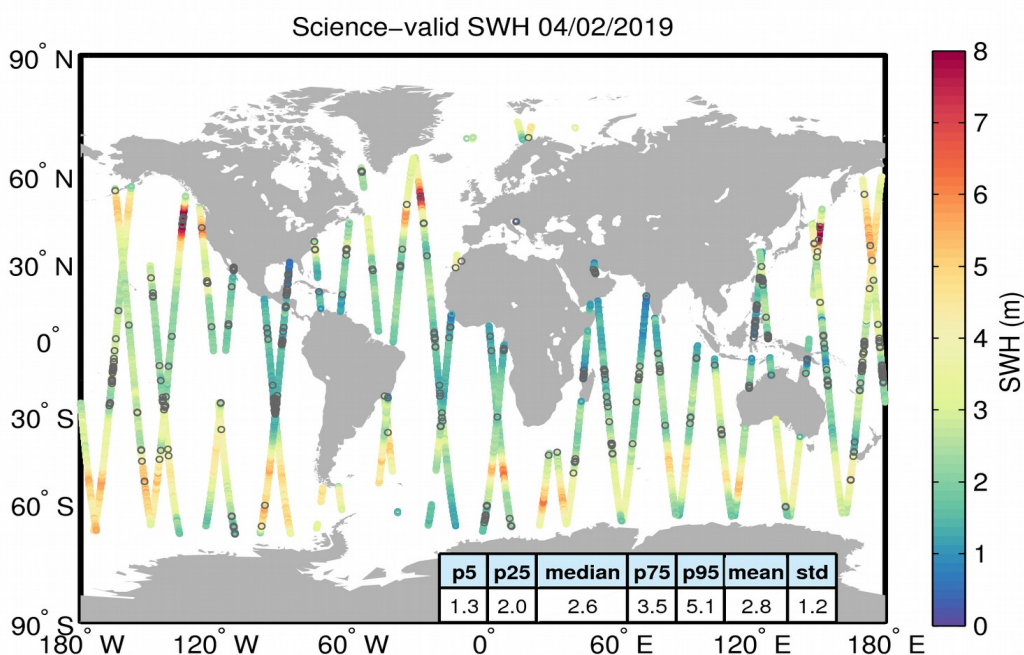 Science−valid SWH 04/02/2019
90° N
60° N
30° N
0°
30° S
60° S
90° S
180° W 120° W 60° W 0° 60° E 120° E 180° E
p5 p25 median p75 p95 mean std
1.3 2.0 2.6 3.5 5.1 2.8 1.2
8
7
6
5
4
3
2
1
0
SWH (m)